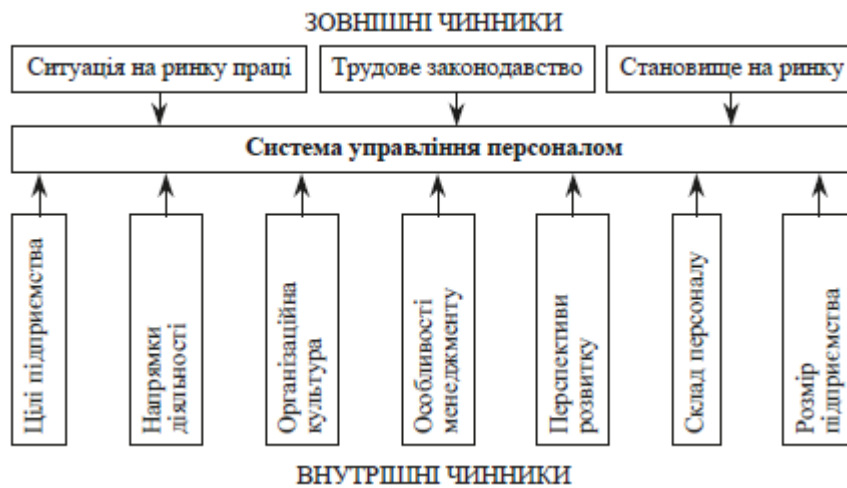 ЗОВНІШНІ ЧИННИКИ
Ситуація на ринку праці
Трудове законодавство
Становище на ринку
Система управління персоналом
Цілі підприємства
Напрямки
діяльності
Організаційна
культура
Особливості
менеджменту
Перспективи
розвитку
Склад персоналу
Розмір
підприємства
ВНУТРІШНІ ЧИННИКИ